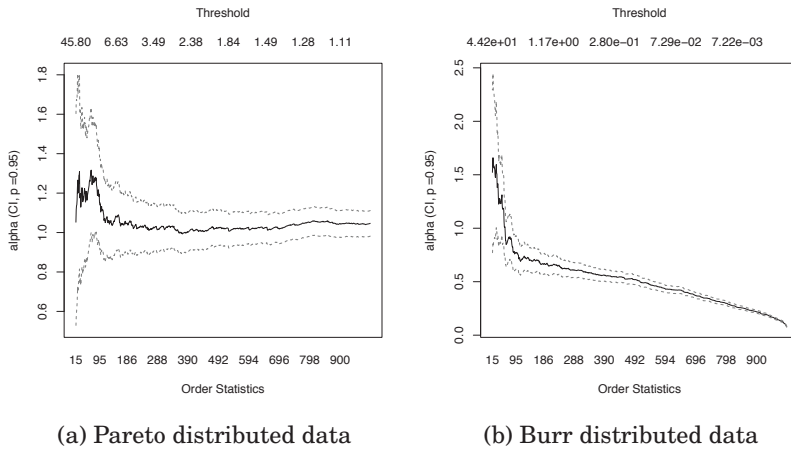 Threshold
45.80 6.63 3.49 2.38 1.84 1.49 1.28 1.11
1.8
1.6
1.4
1.2
1.0
0.8
0.6
alpha (CI, p =0.95)
15 95 186 288 390 492 594 696 798 900
Order Statistics
(a) Pareto distributed data
Threshold
4.42e+01 1.17e+00 2.80e-01 7.29e-02 7.22e-03
2.5
2.0
1.5
1.0
0.5
0.0
alpha (CI, p =0.95)
15 95 186 288 390 492 594 696 798 900
Order Statistics
(b) Burr distributed data